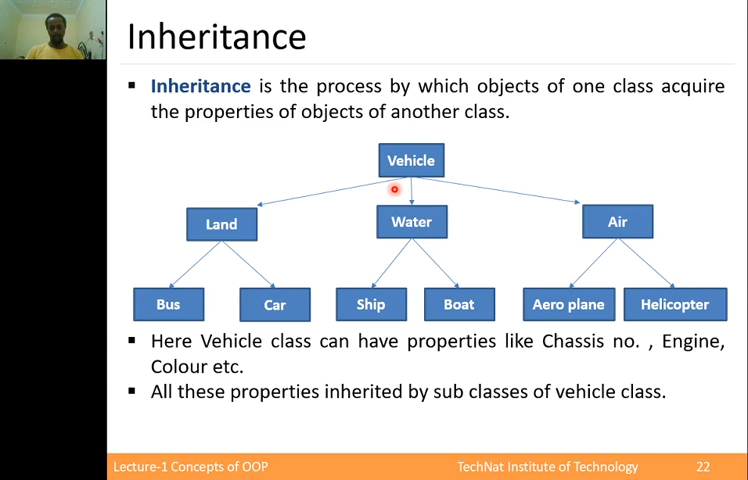 Inheritance
▪ Inheritance is the process by which objects of one class acquire
the properties of objects of another class.
Vehicle
Land Water Air
Bus Car Ship Boat Aero plane Helicopter
▪ Here Vehicle class can have properties like Chassis no. , Engine,
Colour etc.
▪ All these properties inherited by sub classes of vehicle class.
Lecture-1 Concepts of OOP TechNat Institute of Technology 22